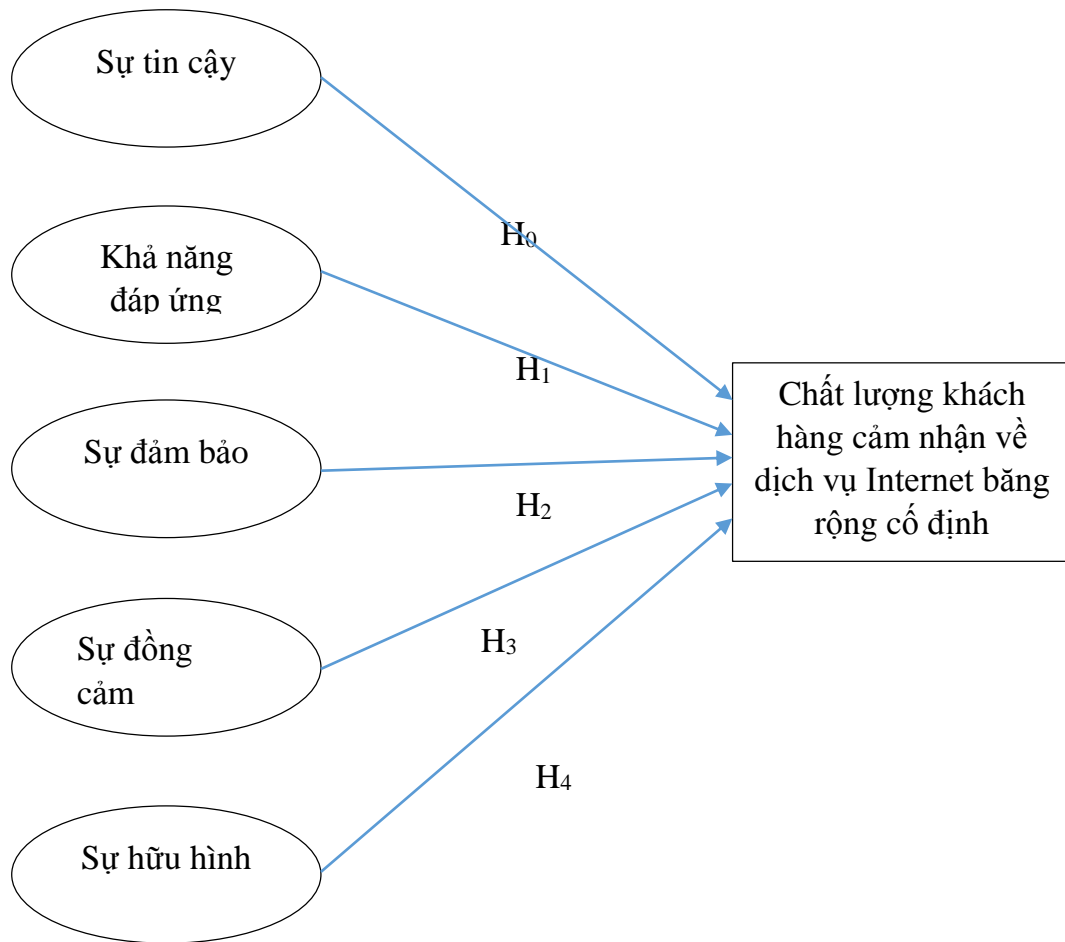 Sự tin cậy
H₀
Khả năng
đáp ứng
H₁
Chất lượng khách
hàng cảm nhận về
dịch vụ Internet băng
rộng cố định
Sự đảm bảo
H₂
Sự đồng
cảm
H₃
H₄
Sự hữu hình